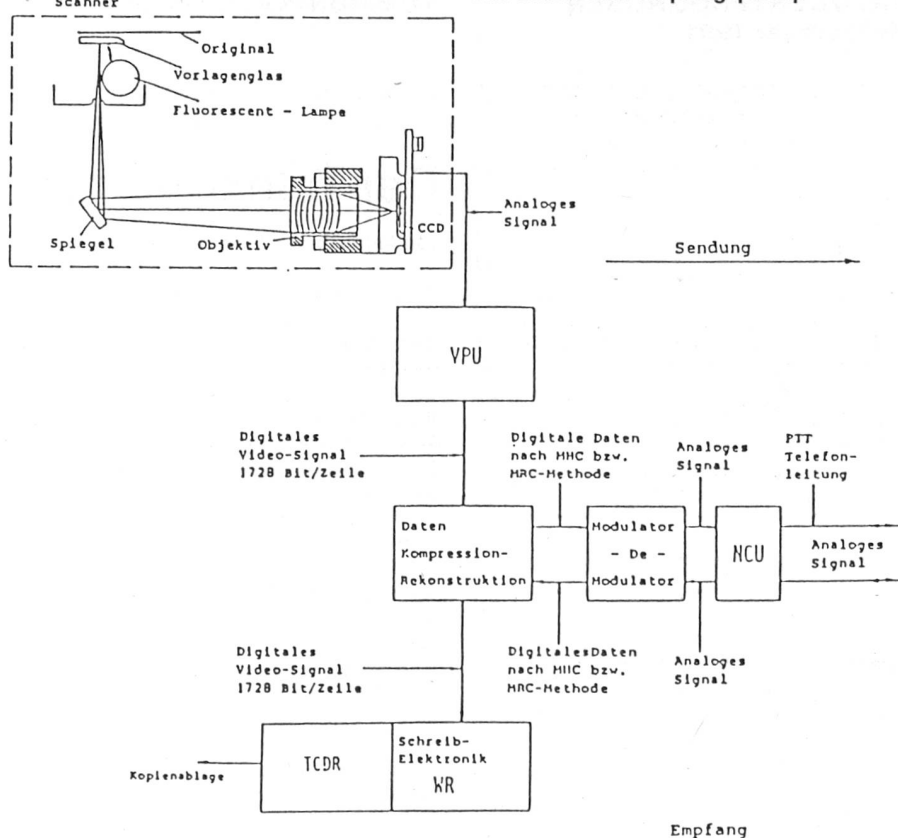 Scanner
Original
Vorlagenglas
Fluorescent - Lampe
Spiegel
Objektiv
CCD
Analoges
Signal
Sendung
VPU
Digitales
Video-Signal
1728 Bit/Zeile
Digitale Daten
nach MHC bzw.
MRC-Methode
Analoges
Signal
PTT
Telefon-
leitung
Daten
Kompression-
Rekonstruktion
Modulator
- De -
Modulator
NCU
Analoges
Signal
Digitales
Video-Signal
1728 Bit/Zeile
DigitalesDaten
nach MHC bzw.
MRC-Methode
Analoges
Signal
Kopienablage
TCDR
Schreib-
Elektronik
WR
Empfang